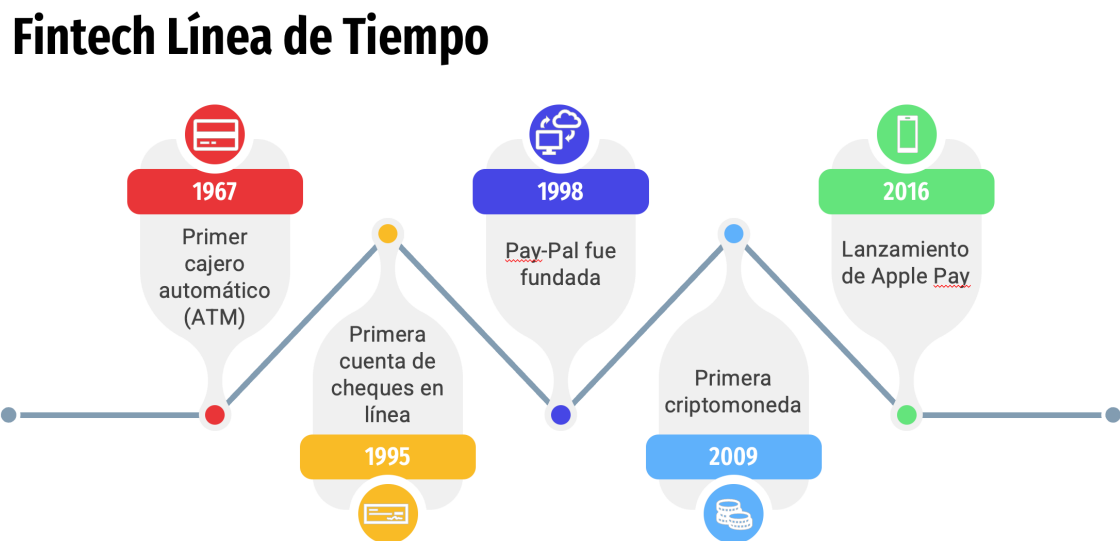 Fintech Línea de Tiempo
1967
Primer
cajero
automático
(ATM)
Primera
cuenta de
cheques en
línea
1995
1998
Pay-Pal fue
fundada
Primera
criptomoneda
2009
2016
Lanzamiento
de Apple Pay